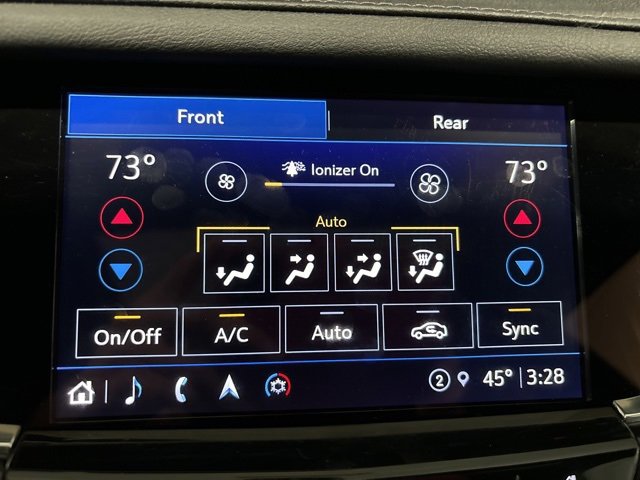 Front
Rear
73°
Ionizer On
73°
Auto
On/Off
A/C
Auto
Sync
2
45°
3:28